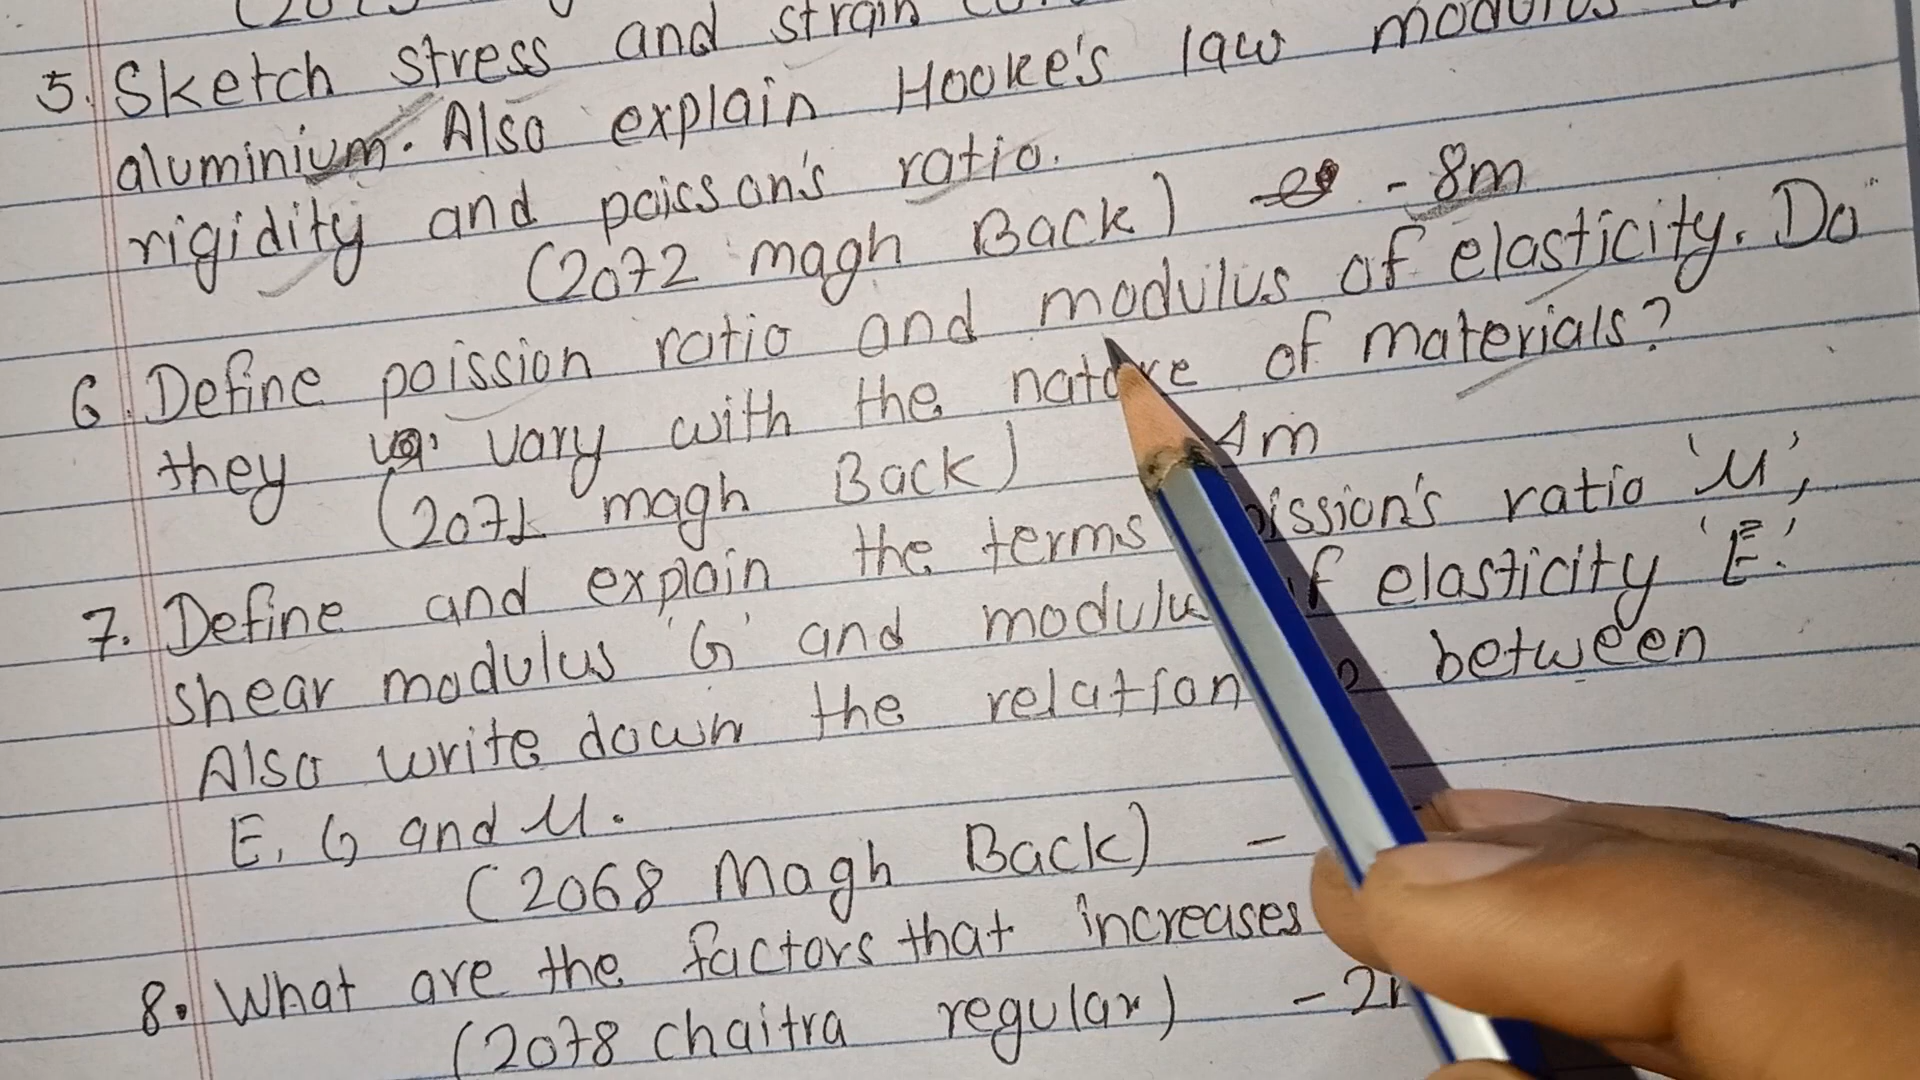 5. Sketch stress and strain
aluminium. Also explain Hooke's law modulus
rigidity and poisson's ratio.
(2072 magh Back) - 8m
6. Define poission ratio and modulus of elasticity. Do
they vary with the nature of materials?
(2071 magh Back) 4m
7. Define and explain the terms poission's ratio 'μ',
shear modulus 'G' and modulus of elasticity 'E'.
Also write down the relation between
E, G and μ.
(2068 Magh Back) -
8. What are the factors that increases
(2078 chaitra regular) - 2